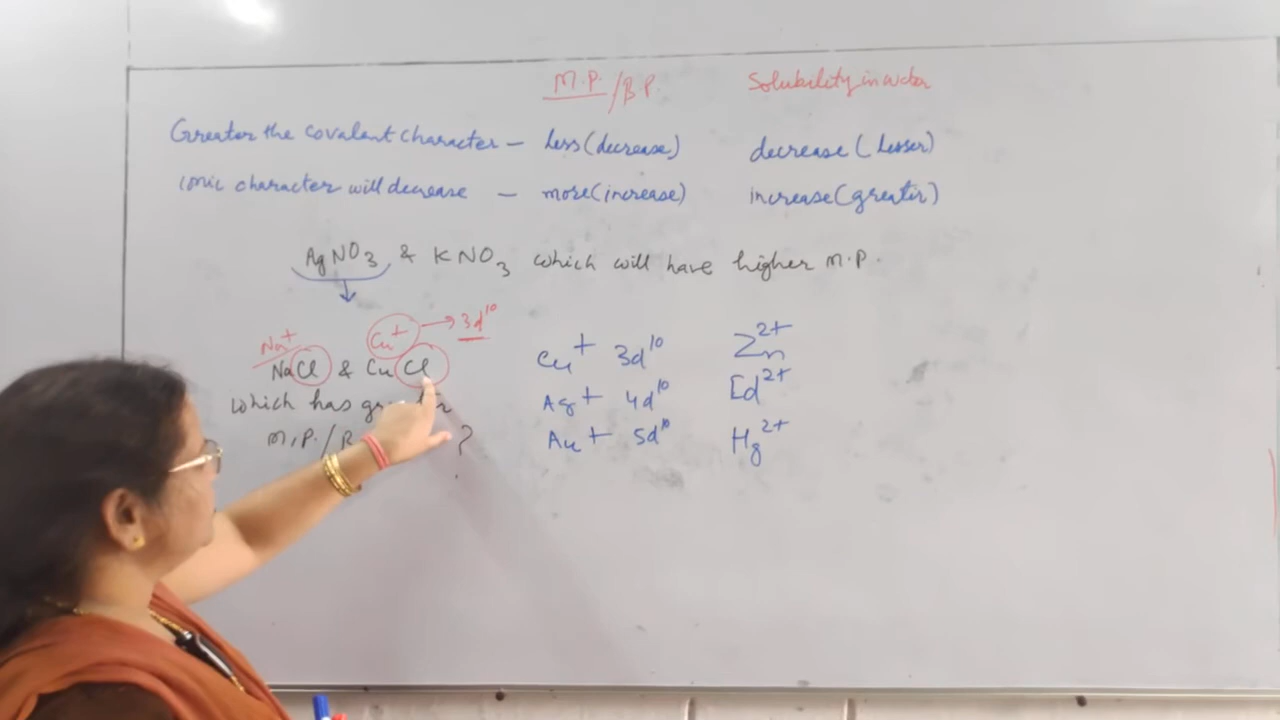 M.P./B.P. Solubility in water
Greater the covalent character – less (decrease) decrease (Lesser)
ionic character will decrease – more (increase) increase (greater)
AgNO3 & KNO3 which will have higher M.P.
Na+ Cu+ → 3d10
NaCl & CuCl
which has
M.P./B ?
Cu+ 3d10 Zn2+
Ag+ 4d10 Cd2+
Au+ 5d10 Hg2+